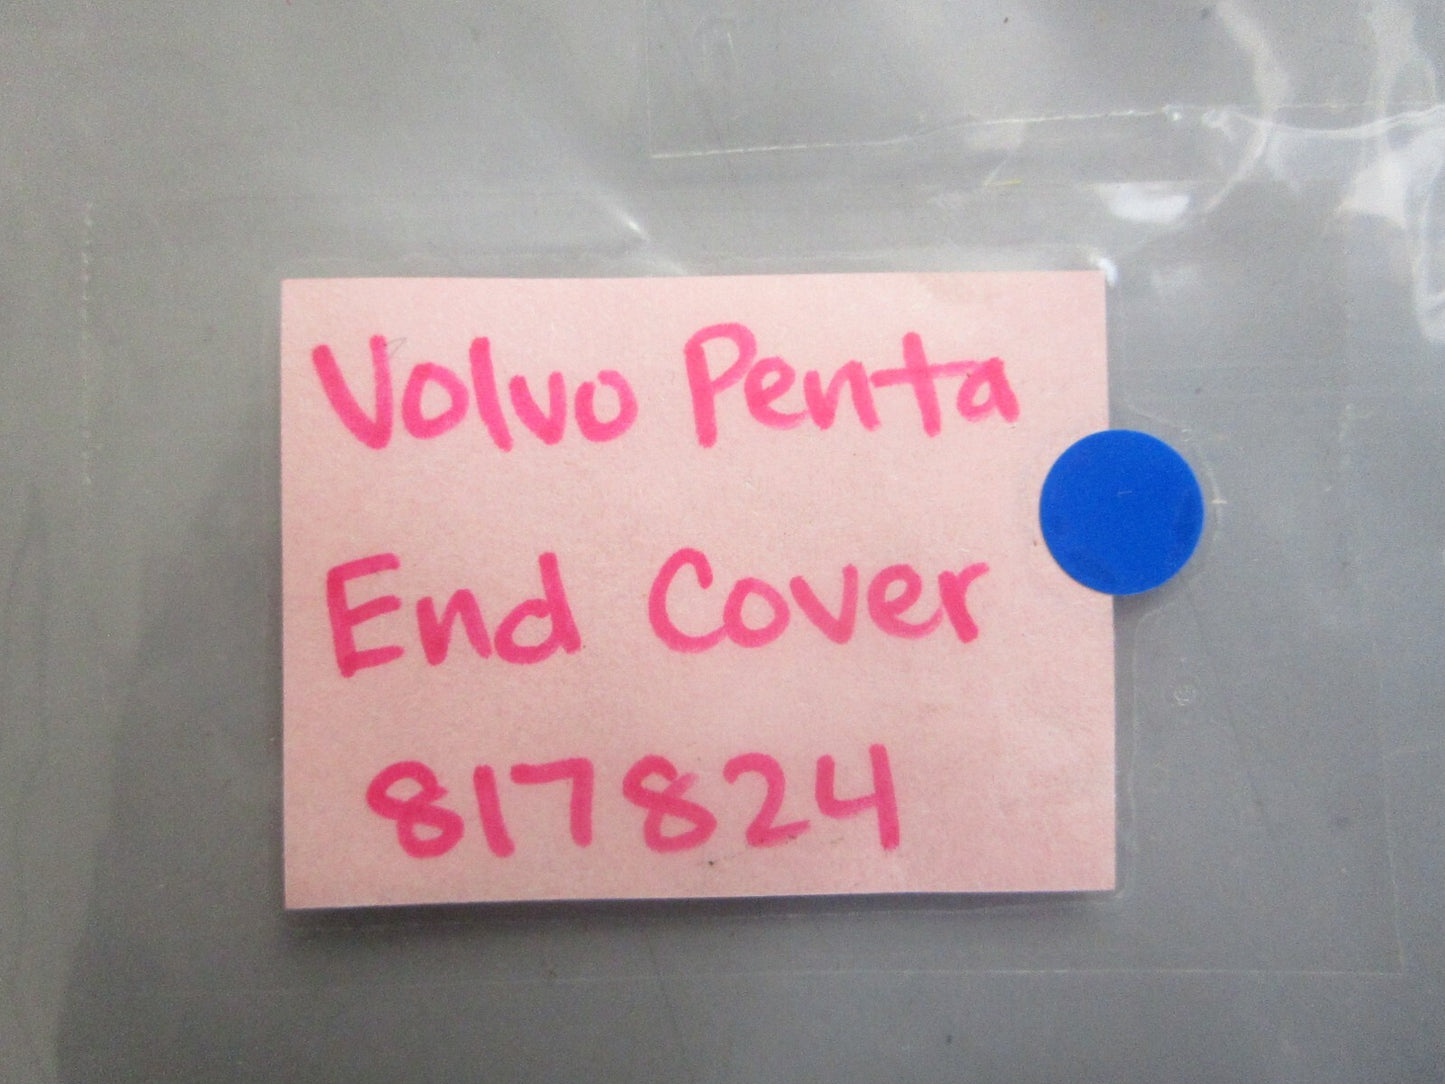 Volvo Penta
End Cover
817824